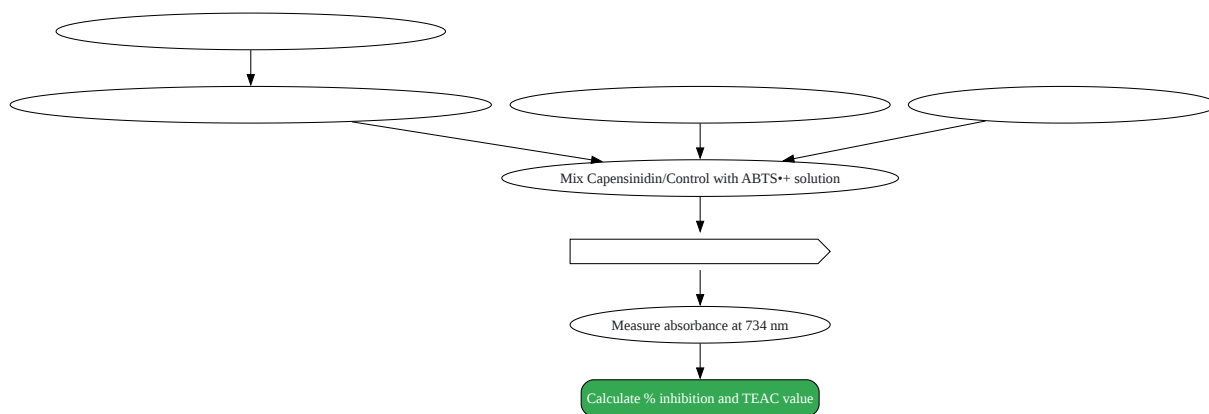 Mix Capensinidin/Control with ABTS•+ solution
Measure absorbance at 734 nm
Calculate % inhibition and TEAC value